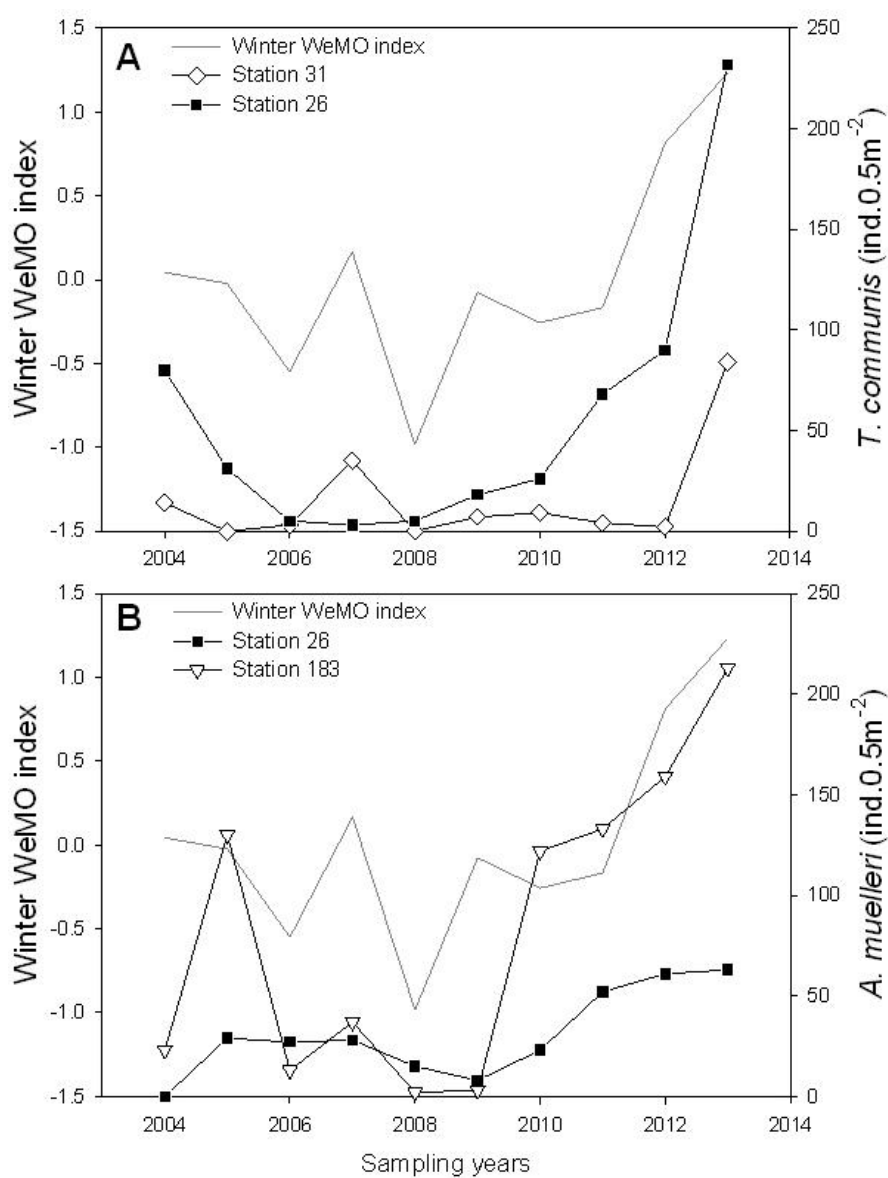 A
Winter WeMO index
Station 31
Station 26
1.5
1.0
0.5
0.0
-0.5
-1.0
-1.5
Winter WeMO index
250
200
150
100
50
0
T. communis (ind.0.5m⁻²)
2004
2006
2008
2010
2012
2014
B
Winter WeMO index
Station 26
Station 183
1.5
1.0
0.5
0.0
-0.5
-1.0
-1.5
Winter WeMO index
250
200
150
100
50
0
A. muelleri (ind.0.5m⁻²)
2004
2006
2008
2010
2012
2014
Sampling years